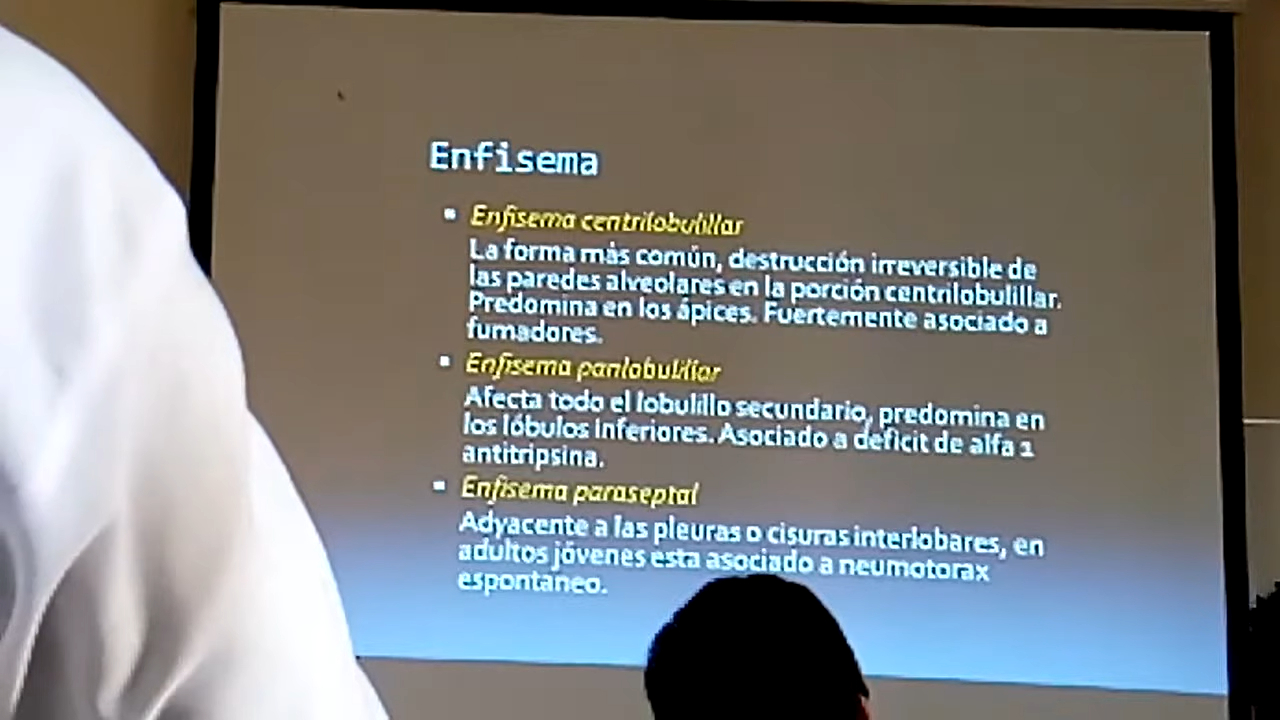 Enfisema
Enfisema centrilobulillar
La forma más común, destrucción irreversible de
las paredes alveolares en la porción centrilobulillar.
Predomina en los ápices. Fuertemente asociado a
fumadores.
Enfisema panlobulillar
Afecta todo el lobulillo secundario, predomina en
los lóbulos inferiores. Asociado a deficit de alfa 1
antitripsina.
Enfisema paraseptal
Adyacente a las pleuras o cisuras interlobares, en
adultos jóvenes esta asociado a neumotorax
espontáneo.